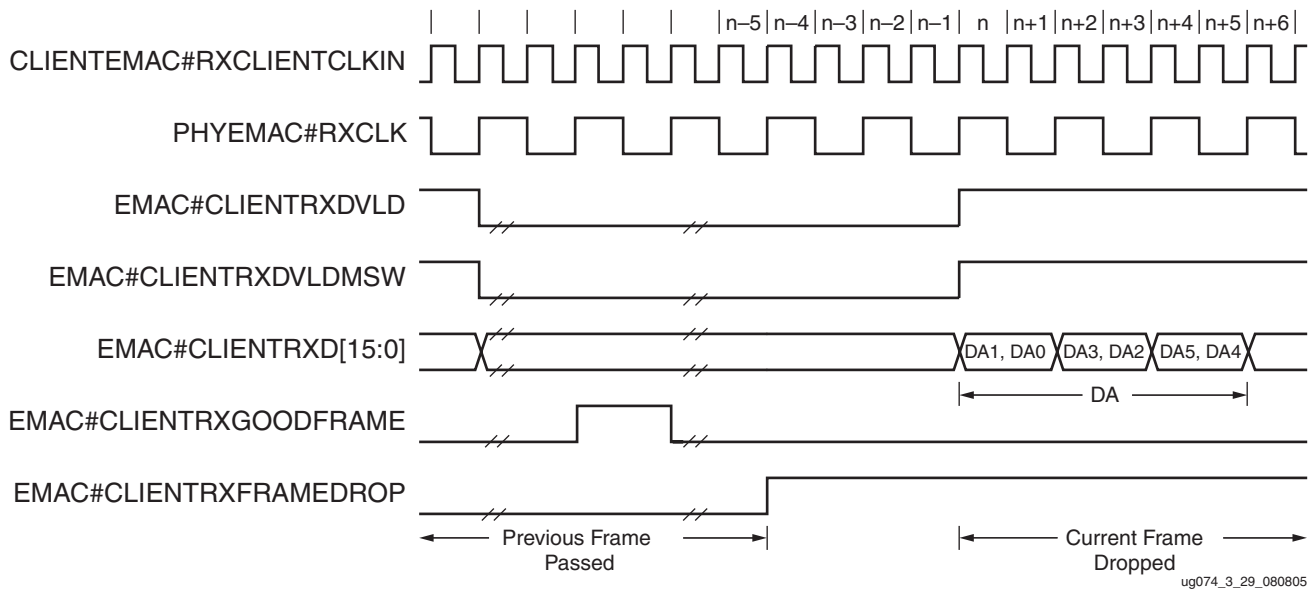 n–5 n–4 n–3 n–2 n–1 n n+1 n+2 n+3 n+4 n+5 n+6
CLIENTEMAC#RXCLIENTCLKIN
PHYEMAC#RXCLK
EMAC#CLIENTRXDVLD
EMAC#CLIENTRXDVLDMSW
EMAC#CLIENTRXD[15:0] DA1, DA0 DA3, DA2 DA5, DA4
DA
EMAC#CLIENTRXGOODFRAME
EMAC#CLIENTRXFRAMEDROP
Previous Frame Current Frame
Passed Dropped
ug074_3_29_080805